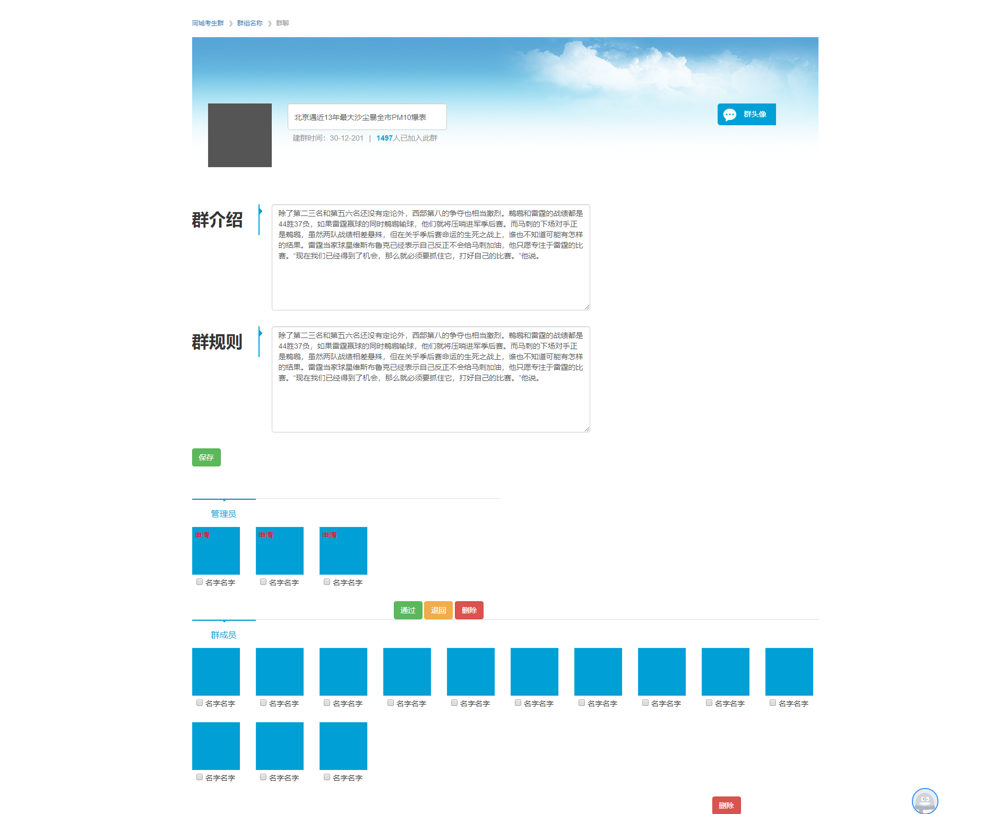 同城考生群 》 群组名称 》 群聊
北京遇近13年最大沙尘暴全市PM10爆表
群头像
建群时间：30-12-201 | 1497人已加入此群
群介绍
除了第二三名和第五六名还没有定论外，西部第八的争夺也相当激烈。鹈鹕和雷霆的战绩都是
44胜37负，如果雷霆赢球的同时鹈鹕输球，他们就将压哨进军季后赛。而马刺的下场对手正
是鹈鹕，虽然两队战绩相差悬殊，但在关乎季后赛命运的生死之战上，谁也不知道可能有怎样
的结果。雷霆当家球星维斯布鲁克已经表示自己反正不会给马刺加油，他只愿专注于雷霆的比
赛。“现在我们已经得到了机会，那么就必须要抓住它，打好自己的比赛。”他说。
群规则
除了第二三名和第五六名还没有定论外，西部第八的争夺也相当激烈。鹈鹕和雷霆的战绩都是
44胜37负，如果雷霆赢球的同时鹈鹕输球，他们就将压哨进军季后赛。而马刺的下场对手正
是鹈鹕，虽然两队战绩相差悬殊，但在关乎季后赛命运的生死之战上，谁也不知道可能有怎样
的结果。雷霆当家球星维斯布鲁克已经表示自己反正不会给马刺加油，他只愿专注于雷霆的比
赛。“现在我们已经得到了机会，那么就必须要抓住它，打好自己的比赛。”他说。
保存
管理员
申请 申请 申请
名字名字 名字名字 名字名字
通过 退回 删除
群成员
名字名字 名字名字 名字名字 名字名字 名字名字 名字名字 名字名字 名字名字 名字名字 名字名字
名字名字 名字名字 名字名字
删除